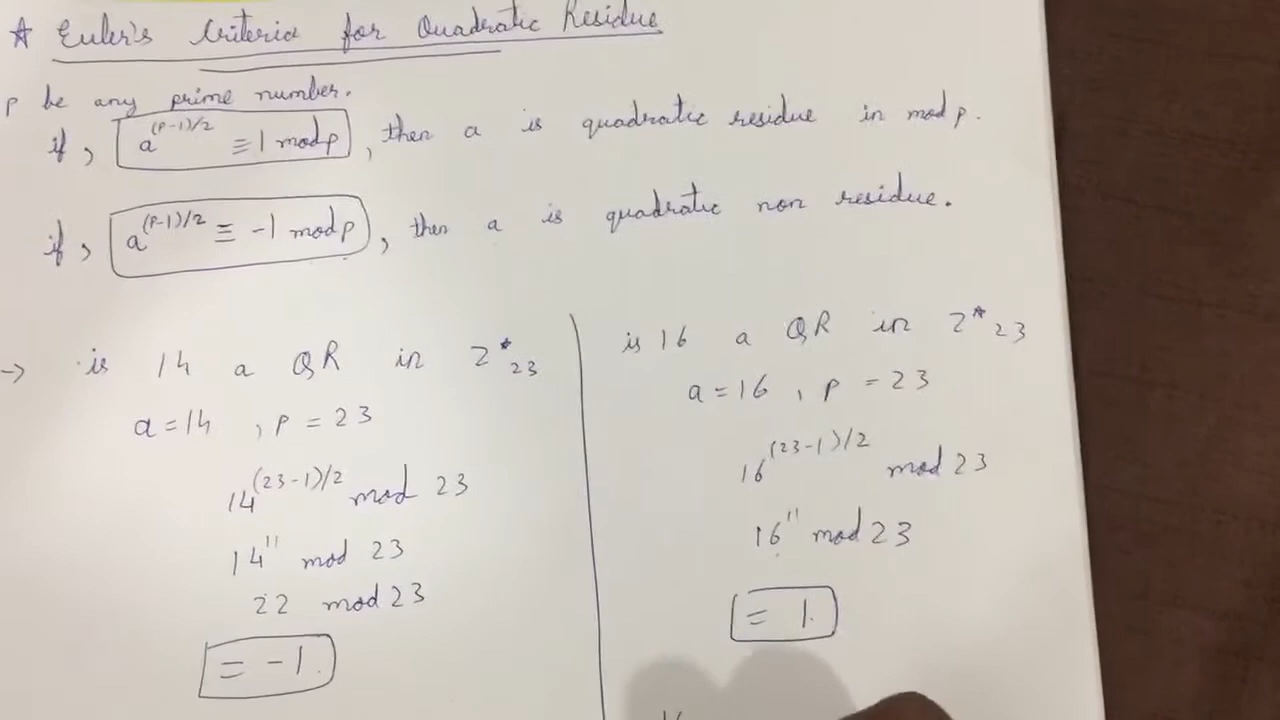 ☆ Euler's Criteria for Quadratic Residue
P be any prime number.
if, a^(P-1)/2 ≡ 1 mod p, then a is quadratic residue in mod p.
if, a^(P-1)/2 ≡ -1 mod p, then a is quadratic non residue.
→ is 14 a QR in Z*₂₃
a = 14, p = 23
14^(23-1)/2 mod 23
14^11 mod 23
22 mod 23
= -1.
is 16 a QR in Z*₂₃
a = 16, p = 23
16^(23-1)/2 mod 23
16^11 mod 23
= 1.